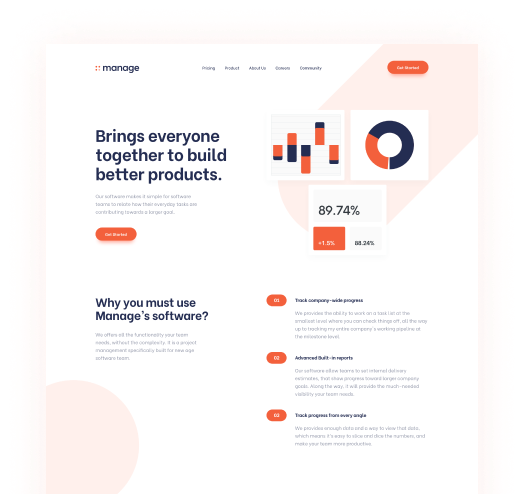 manage
Pricing Product About Us Careers Community
Get Started
Brings everyone
together to build
better products.
Our software makes it simple for software
teams to relate how their everyday tasks are
contributing towards a larger goal.
Get Started
89.74%
+1.5%
88.24%
Why you must use
Manage's software?
We offers all the functionality your team
needs, without the complexity. It is a project
management specifically built for new age
software team.
01
Track company-wide progress
We provides the ability to work on a task list at the
smallest level where you can check things off, all the way
up to tracking my entire company's working pipeline at
the milestone level.
02
Advanced Built-in reports
Our software allow teams to set internal delivery
estimates, that show progress toward larger company
goals. Along the way, it will provide the much-needed
visibility your team needs.
03
Track progress from every angle
We provides enough data and a way to view that data,
which means it's easy to slice and dice the numbers, and
make your team more productive.